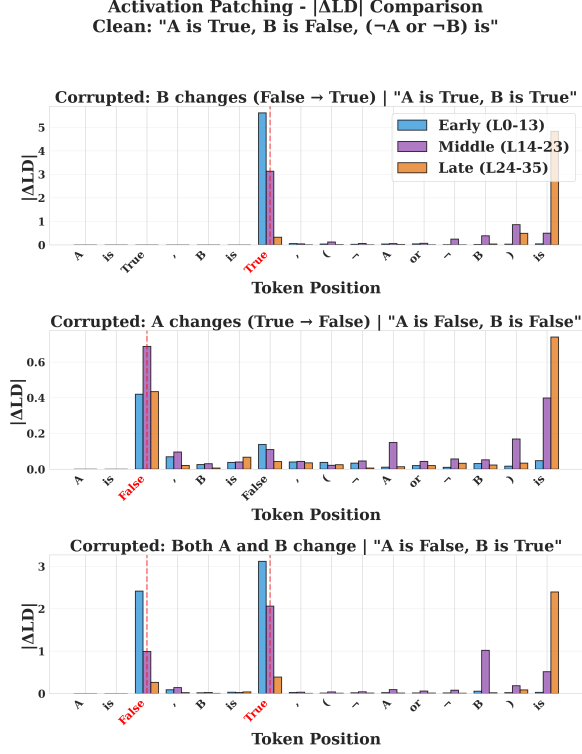 Activation Patching - |ΔLD| Comparison
Clean: "A is True, B is False, (¬A or ¬B) is"
Corrupted: B changes (False → True) | "A is True, B is True"
Early (L0-13)
Middle (L14-23)
Late (L24-35)
|ΔLD|
5
4
3
2
1
0
A is True , B is True , ( ¬ A or ¬ B ) is
Token Position
Corrupted: A changes (True → False) | "A is False, B is False"
|ΔLD|
0.6
0.4
0.2
0.0
A is False , B is False , ( ¬ A or ¬ B ) is
Token Position
Corrupted: Both A and B change | "A is False, B is True"
|ΔLD|
3
2
1
0
A is False , B is True , ( ¬ A or ¬ B ) is
Token Position